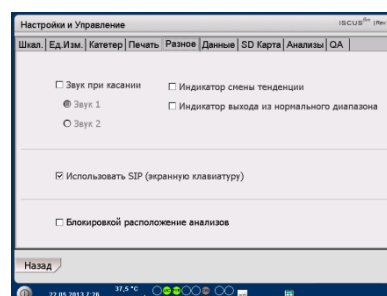 Настройки и Управление
ISCUS
Шкал. Ед.Изм. Катетер Печать Разное Данные SD Карта Анализы QA
Звук при касании
Индикатор смены тенденции
Звук 1
Индикатор выхода из нормального диапазона
Звук 2
Использовать SIP (экранную клавиатуру)
Блокировкой расположение анализов
Назад
22.05.2013 7:26 37,5 °C